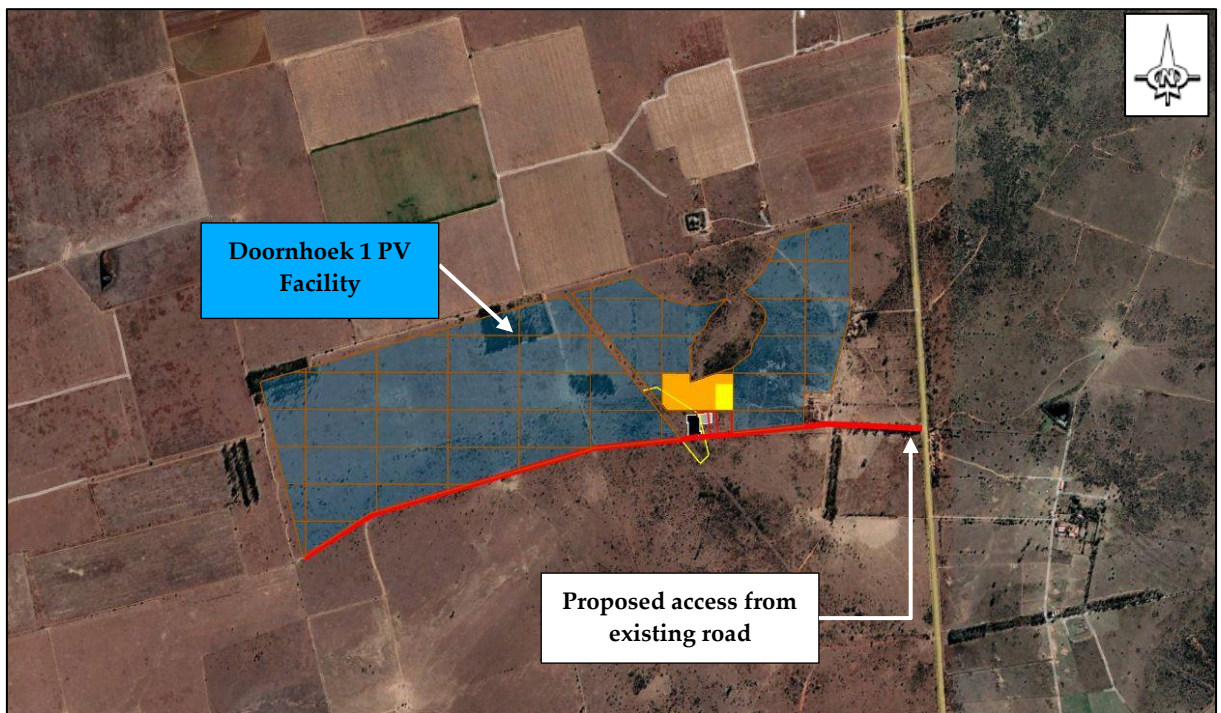 N
Doornhoek 1 PV
Facility
Proposed access from
existing road